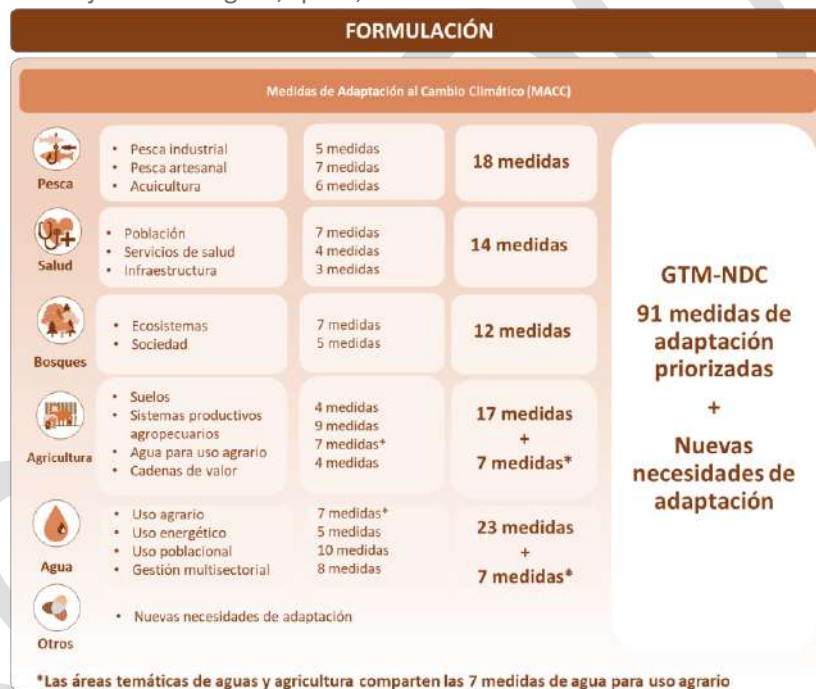 FORMULACIÓN
Medidas de Adaptación al Cambio Climático (MACC)
Pesca
• Pesca industrial
• Pesca artesanal
• Acuicultura
5 medidas
7 medidas
6 medidas
18 medidas
Salud
• Población
• Servicios de salud
• Infraestructura
7 medidas
4 medidas
3 medidas
14 medidas
Bosques
• Ecosistemas
• Sociedad
7 medidas
5 medidas
12 medidas
Agricultura
• Suelos
• Sistemas productivos
agropecuarios
• Agua para uso agrario
• Cadenas de valor
4 medidas
9 medidas
7 medidas*
4 medidas
17 medidas
+
7 medidas*
Agua
• Uso agrario
• Uso energético
• Uso poblacional
• Gestión multisectorial
7 medidas*
5 medidas
10 medidas
8 medidas
23 medidas
+
7 medidas*
Otros
• Nuevas necesidades de adaptación
GTM-NDC
91 medidas de
adaptación
priorizadas
+
Nuevas
necesidades de
adaptación
*Las áreas temáticas de aguas y agricultura comparten las 7 medidas de agua para uso agrario